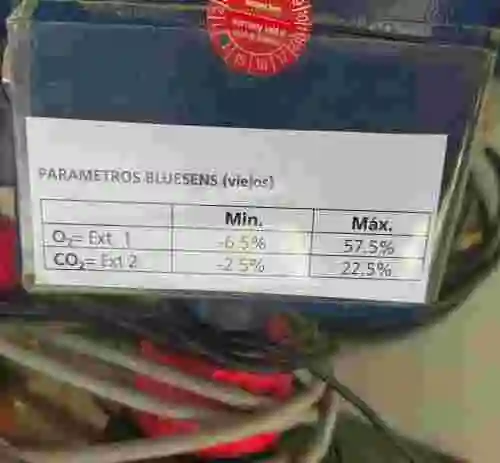 PARAMETROS BLUESENS (viejos)
Min. Máx.
O₂= Ext. 1 -6.5% 57.5%
CO₂= Ext 2 -2.5% 22.5%